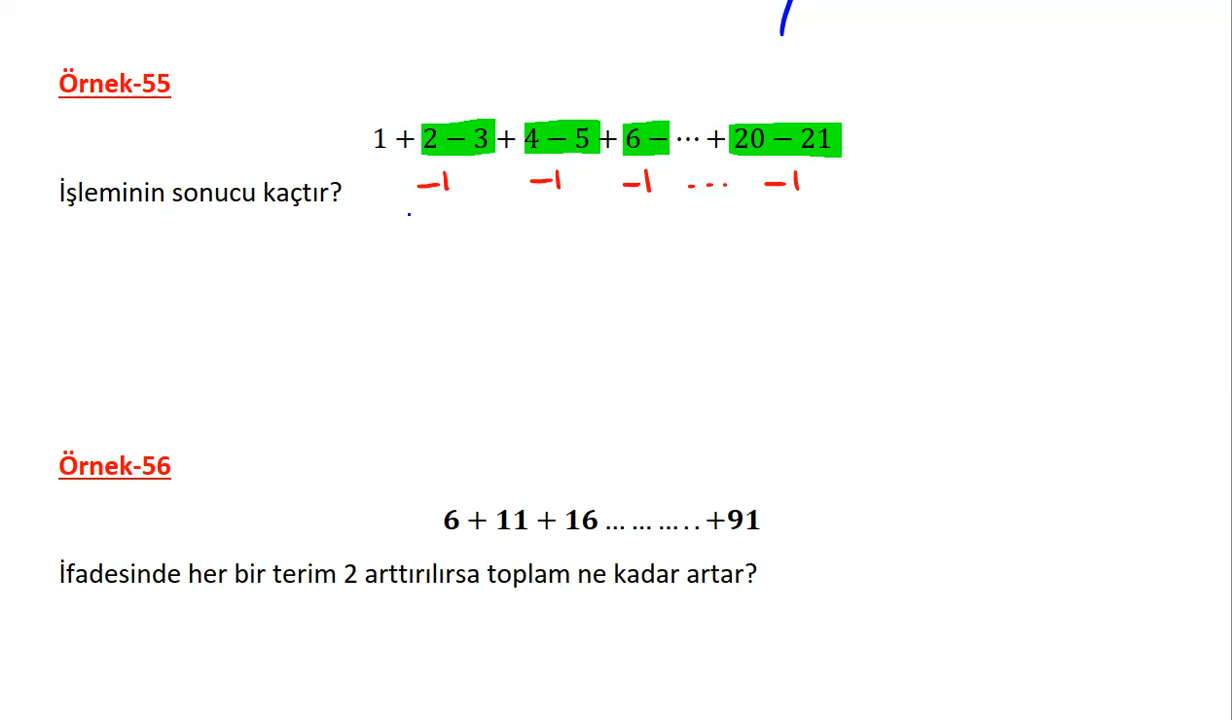 Örnek-55
1 + 2 − 3 + 4 − 5 + 6 − ⋯ + 20 − 21
−1 −1 −1 ... −1
İşleminin sonucu kaçtır?
Örnek-56
6 + 11 + 16 … … … . . +91
İfadesinde her bir terim 2 arttırılırsa toplam ne kadar artar?